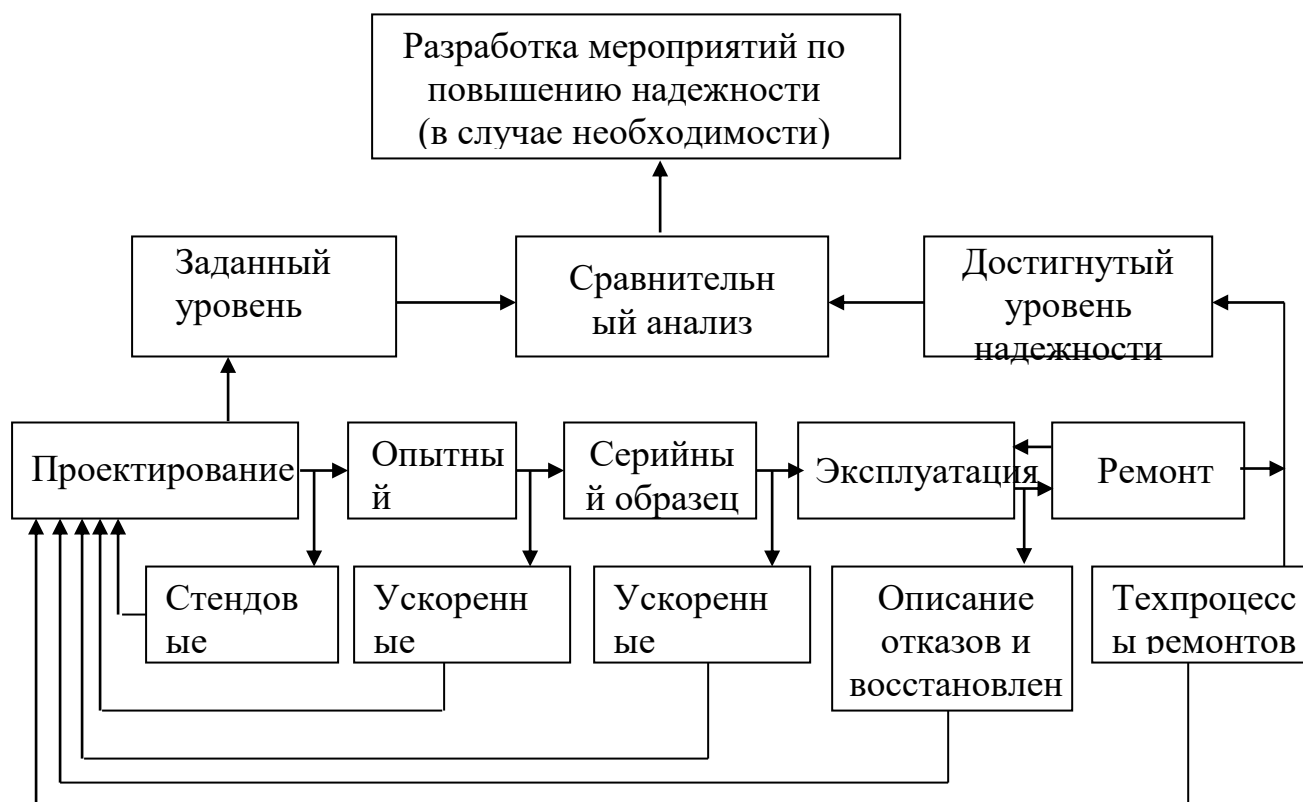 Разработка мероприятий по
повышению надежности
(в случае необходимости)
Заданный
уровень
Сравнительн
ый анализ
Достигнутый
уровень
надежности
Проектирование
Опытны
й
Серийны
й образец
Эксплуатация
Ремонт
Стендов
ые
Ускоренн
ые
Ускоренн
ые
Описание
отказов и
восстановлен
Техпроцесс
ы ремонтов